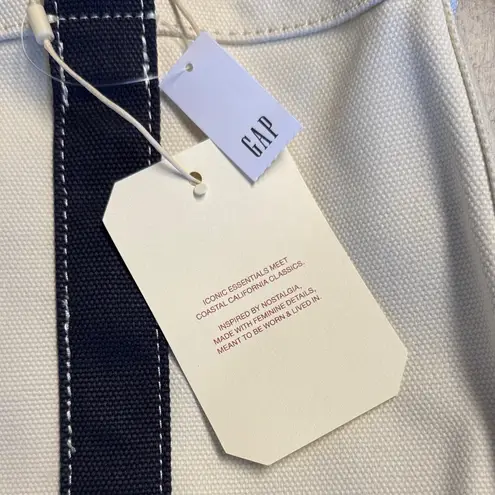 GAP
ICONIC ESSENTIALS MEET
COASTAL CALIFORNIA CLASSICS.
INSPIRED BY NOSTALGIA,
MADE WITH FEMININE DETAILS,
MEANT TO BE WORN & LIVED IN.